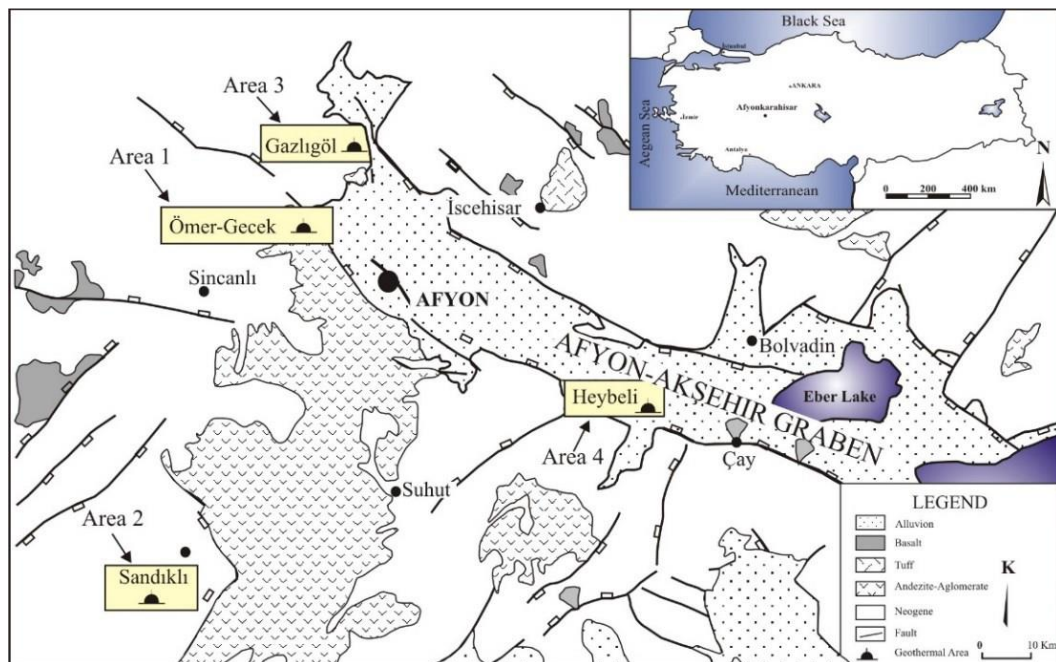 Black Sea
İstanbul
ANKARA
Afyonkarahisar
İzmir
Antalya
Aegean Sea
Mediterranean
N
0 200 400 km
Area 3
Gazlıgöl
Area 1
Ömer-Gecek
İscehisar
Sincanlı
AFYON
Bolvadin
AFYON-AKŞEHIR GRABEN
Eber Lake
Heybeli
Area 4
Çay
Suhut
Area 2
Sandıklı
LEGEND
Alluvion
Basalt
Tuff
Andezite-Aglomerate
Neogene
Fault
Geothermal Area
K
0 10 Km